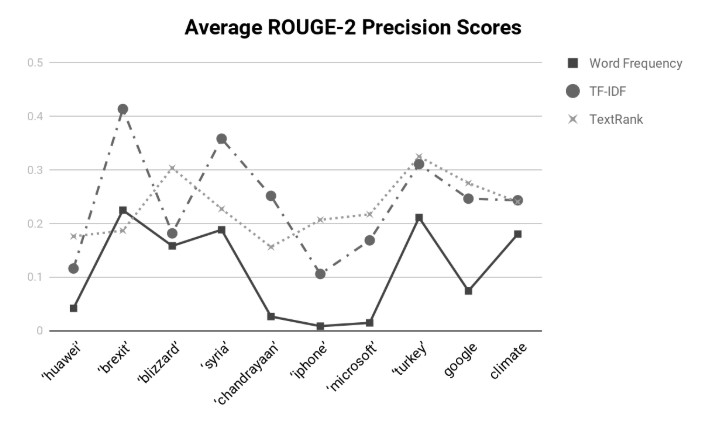 Average ROUGE-2 Precision Scores
0.5
0.4
0.3
0.2
0.1
0
Word Frequency
TF-IDF
TextRank
'huawei'
'brexit'
'blizzard'
'syria'
'chandrayaan'
'iphone'
'microsoft'
'turkey'
google
climate